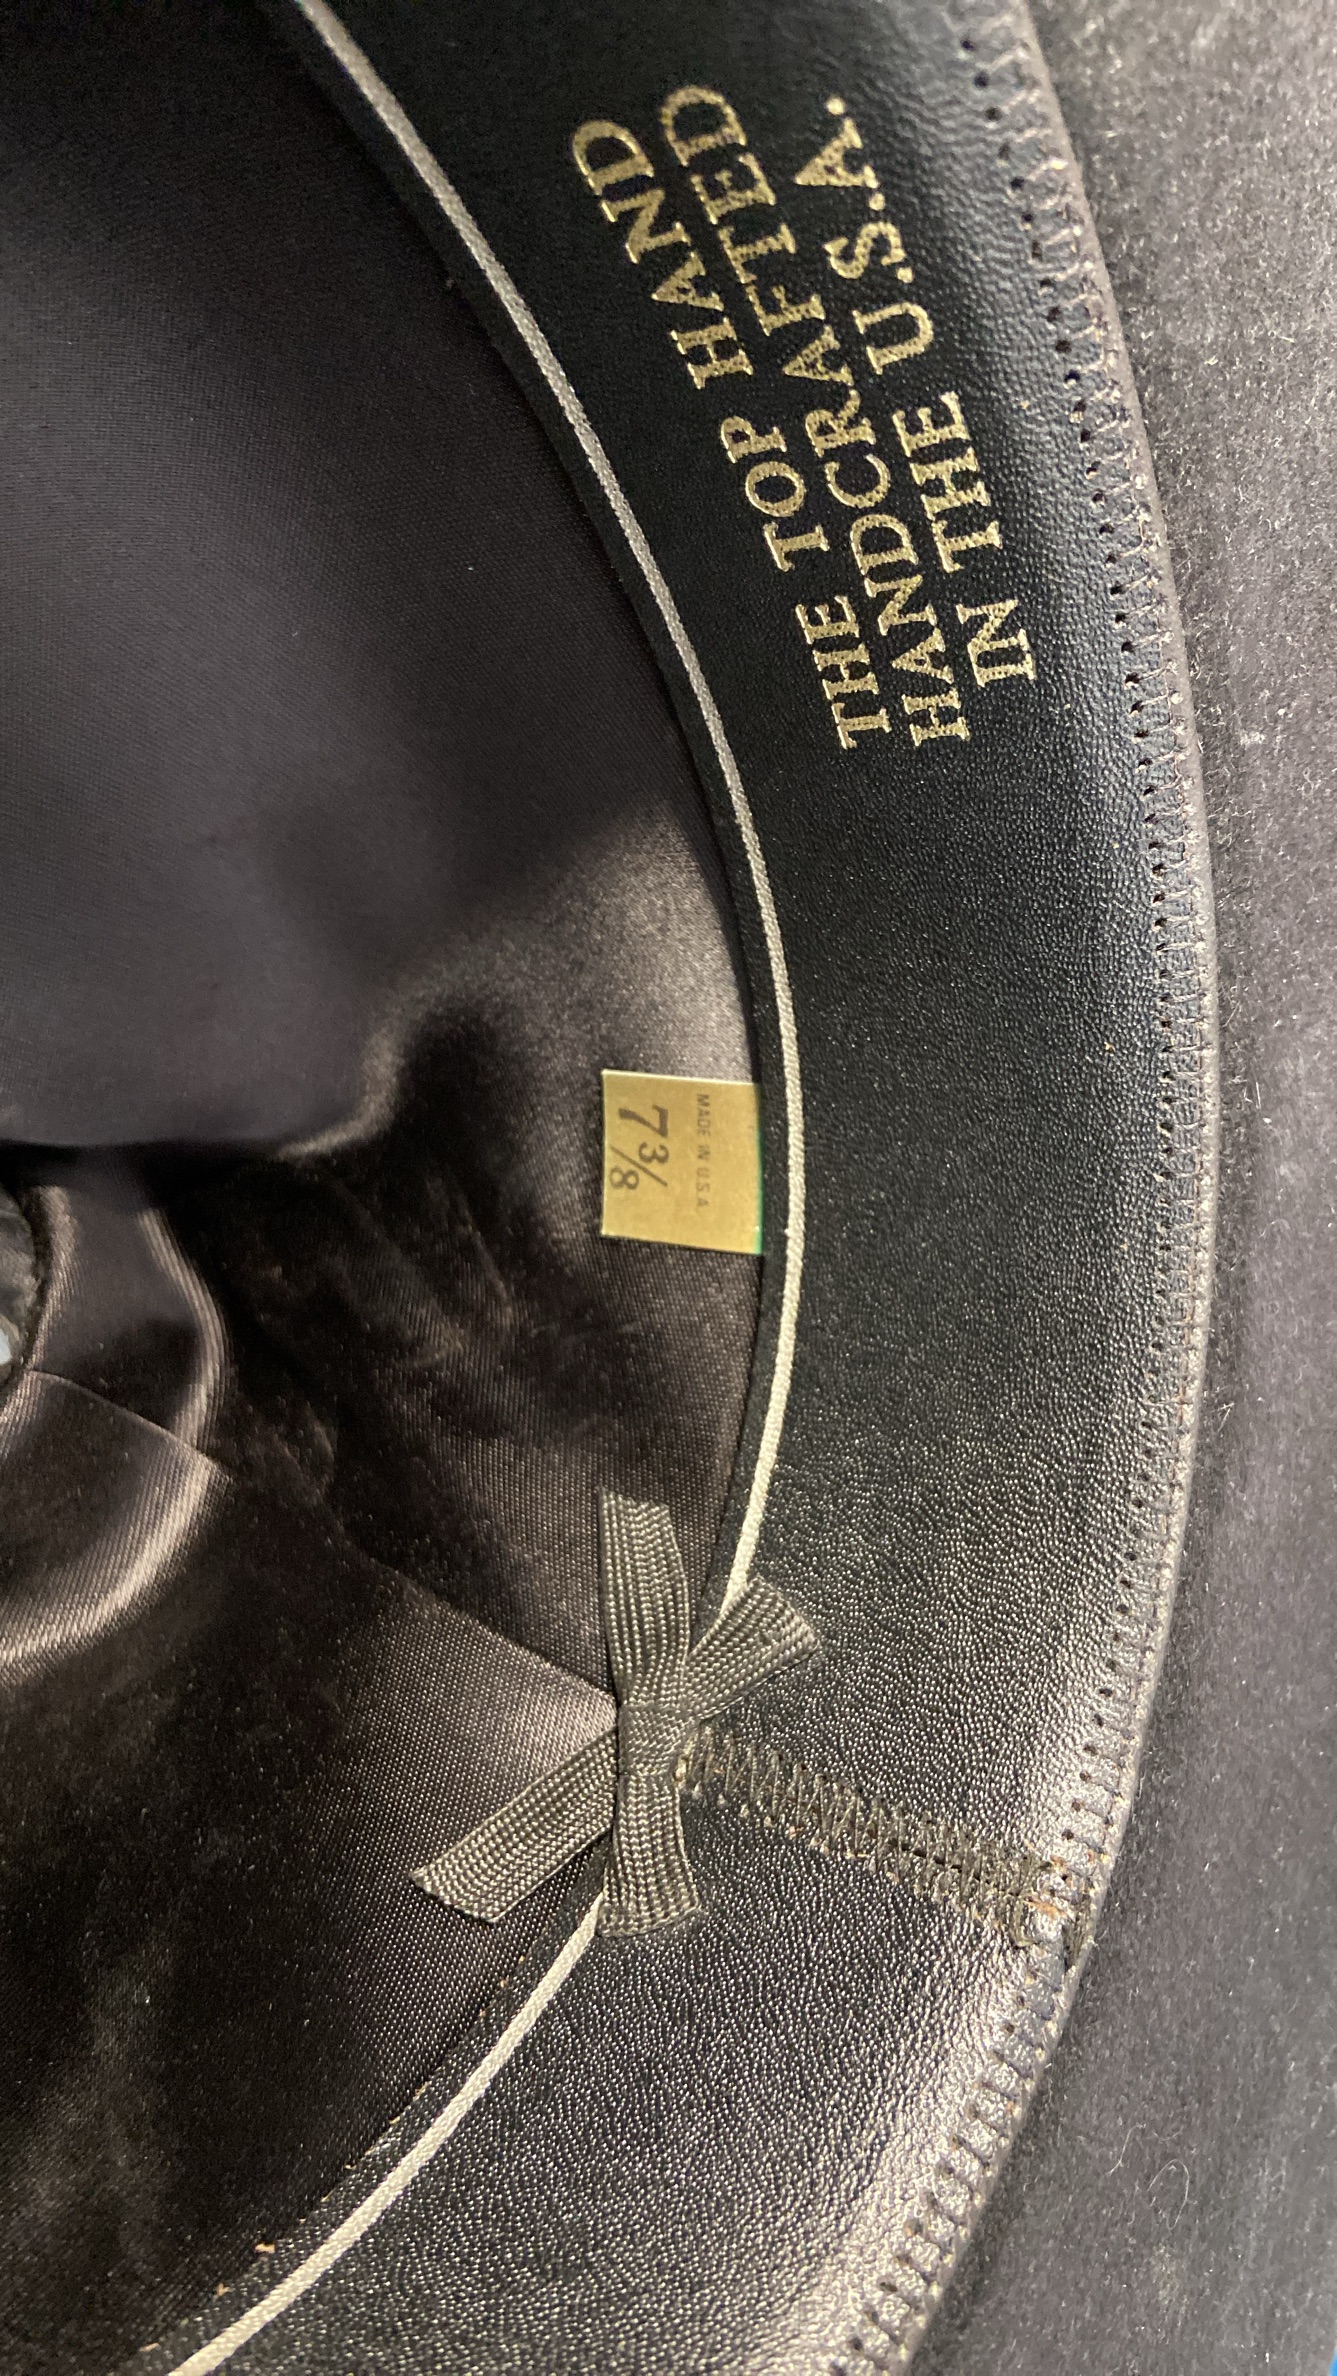 THE TOP HAND
HANDCRAFTED
IN THE U.S.A.
MADE IN U.S.A.
7 3/8